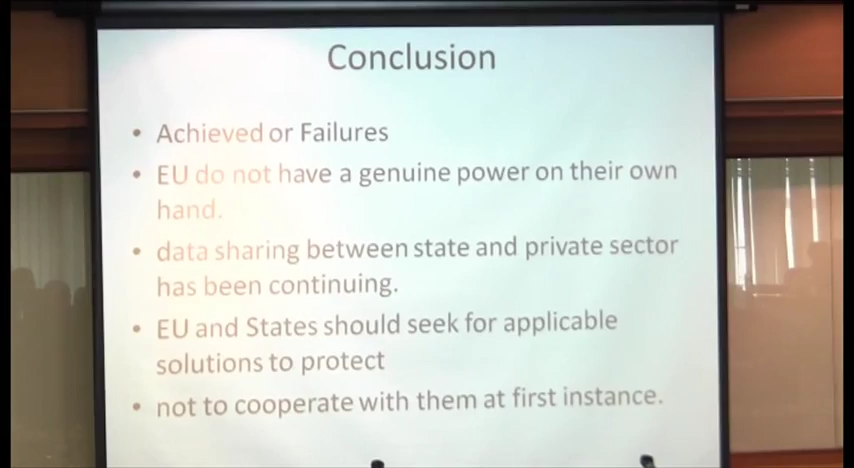 Conclusion
• Achieved or Failures
• EU do not have a genuine power on their own
hand.
• data sharing between state and private sector
has been continuing.
• EU and States should seek for applicable
solutions to protect
• not to cooperate with them at first instance.